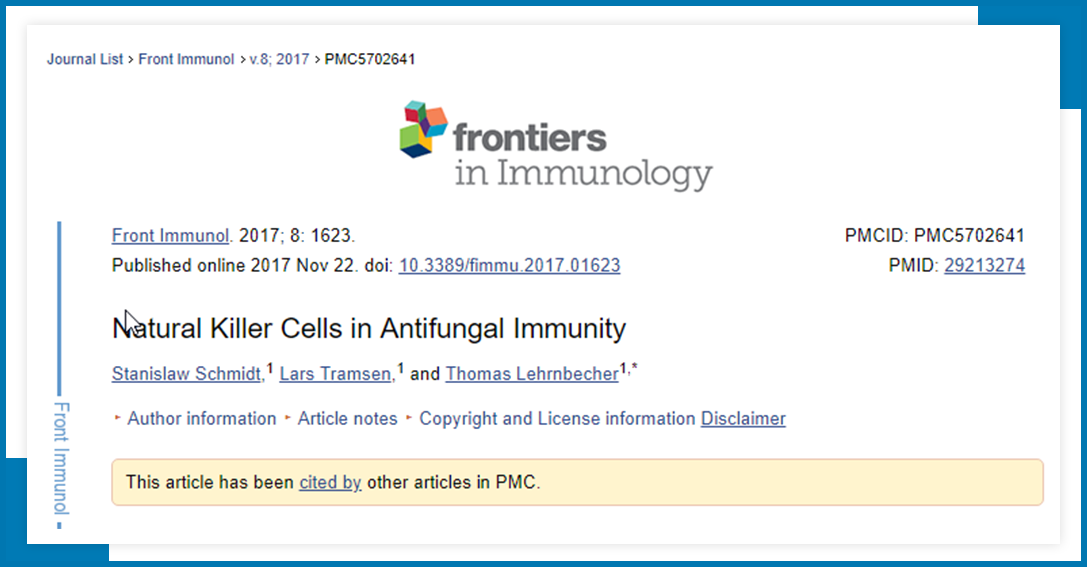 Journal List > Front Immunol > v.8; 2017 > PMC5702641
frontiers
in Immunology
Front Immunol. 2017; 8: 1623.
PMCID: PMC5702641
Published online 2017 Nov 22. doi: 10.3389/fimmu.2017.01623
PMID: 29213274
Natural Killer Cells in Antifungal Immunity
Stanislaw Schmidt,1 Lars Tramsen,1 and Thomas Lehrnbecher1,*
Author information Article notes Copyright and License information Disclaimer
This article has been cited by other articles in PMC.
Front Immunol